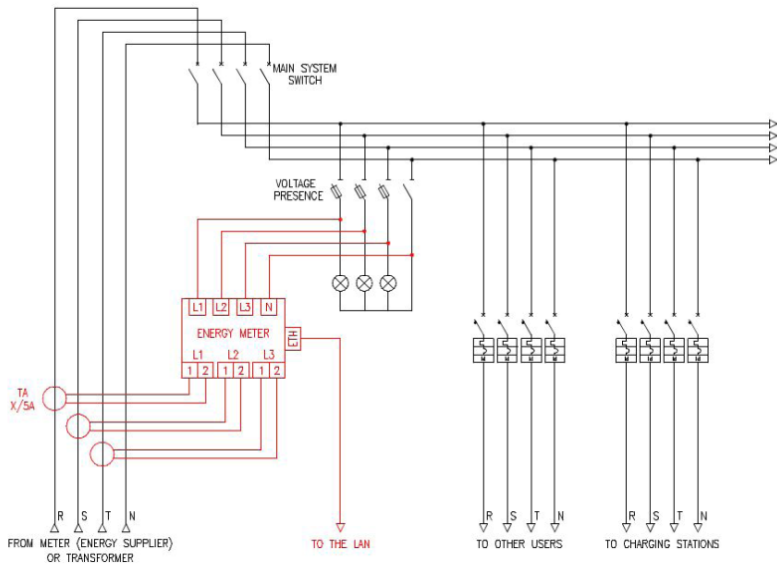 MAIN SYSTEM
SWITCH
VOLTAGE
PRESENCE
L1 L2 L3 N
ENERGY METER
ETH
L1 L2 L3
1 2 1 2 1 2
TA
X/5A
R S T N
FROM METER (ENERGY SUPPLIER)
OR TRANSFORMER
TO THE LAN
R S T N
TO OTHER USERS
R S T N
TO CHARGING STATIONS